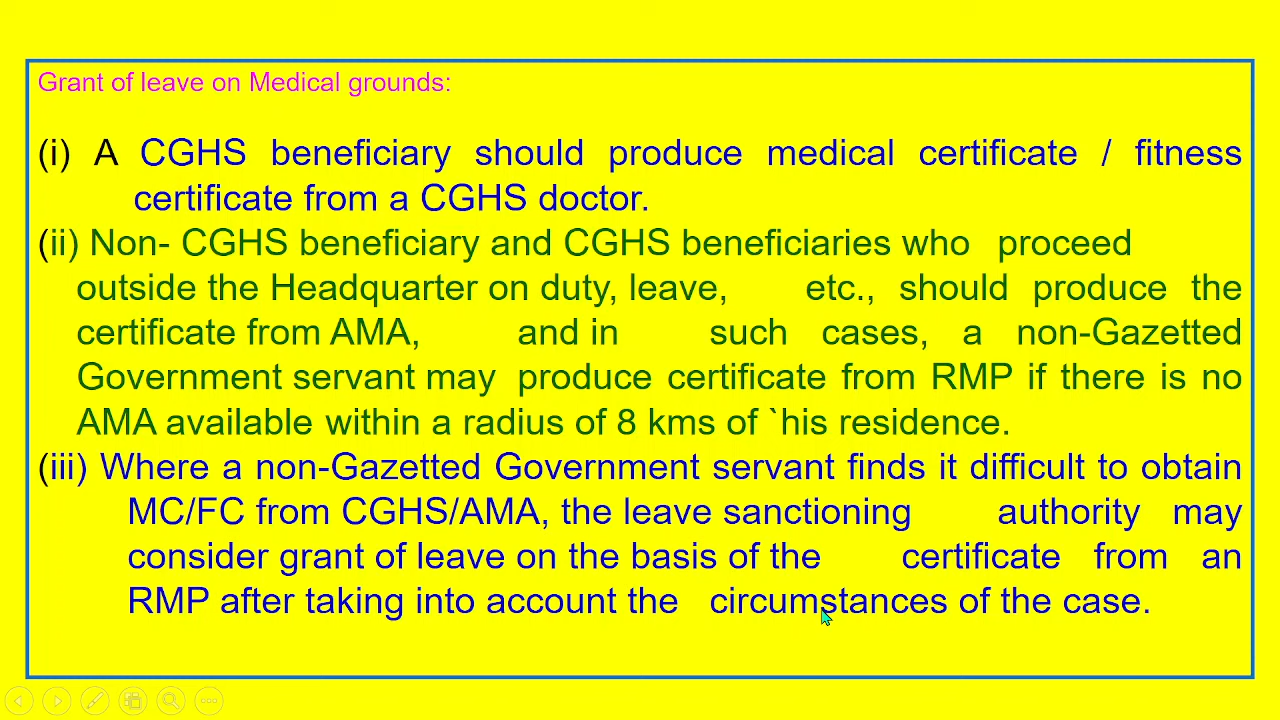 Grant of leave on Medical grounds:
(i) A CGHS beneficiary should produce medical certificate / fitness
certificate from a CGHS doctor.
(ii) Non- CGHS beneficiary and CGHS beneficiaries who proceed
outside the Headquarter on duty, leave, etc., should produce the
certificate from AMA, and in such cases, a non-Gazetted
Government servant may produce certificate from RMP if there is no
AMA available within a radius of 8 kms of `his residence.
(iii) Where a non-Gazetted Government servant finds it difficult to obtain
MC/FC from CGHS/AMA, the leave sanctioning authority may
consider grant of leave on the basis of the certificate from an
RMP after taking into account the circumstances of the case.